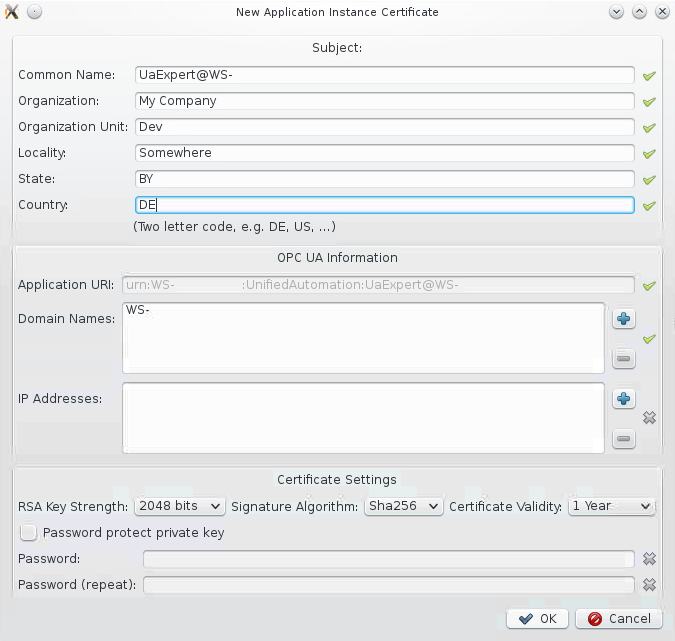 New Application Instance Certificate
Subject:
Common Name: UaExpert@WS-
Organization: My Company
Organization Unit: Dev
Locality: Somewhere
State: BY
Country: DE
(Two letter code, e.g. DE, US, ...)
OPC UA Information
Application URI: urn:WS- :UnifiedAutomation:UaExpert@WS-
Domain Names: WS-
IP Addresses:
Certificate Settings
RSA Key Strength: 2048 bits Signature Algorithm: Sha256 Certificate Validity: 1 Year
Password protect private key
Password:
Password (repeat):
OK Cancel